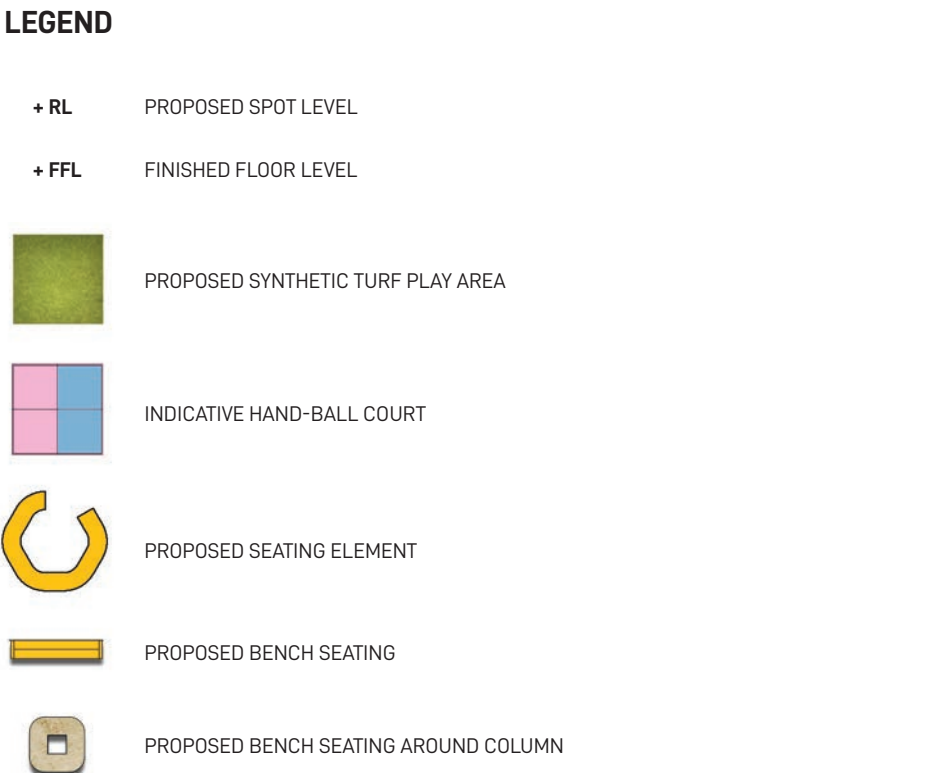 LEGEND
+ RL PROPOSED SPOT LEVEL
+ FFL FINISHED FLOOR LEVEL
PROPOSED SYNTHETIC TURF PLAY AREA
INDICATIVE HAND-BALL COURT
PROPOSED SEATING ELEMENT
PROPOSED BENCH SEATING
PROPOSED BENCH SEATING AROUND COLUMN